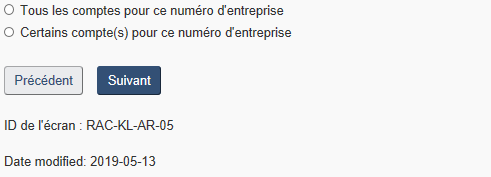 Tous les comptes pour ce numéro d'entreprise
Certains compte(s) pour ce numéro d'entreprise
Précédent Suivant
ID de l'écran : RAC-KL-AR-05
Date modified: 2019-05-13